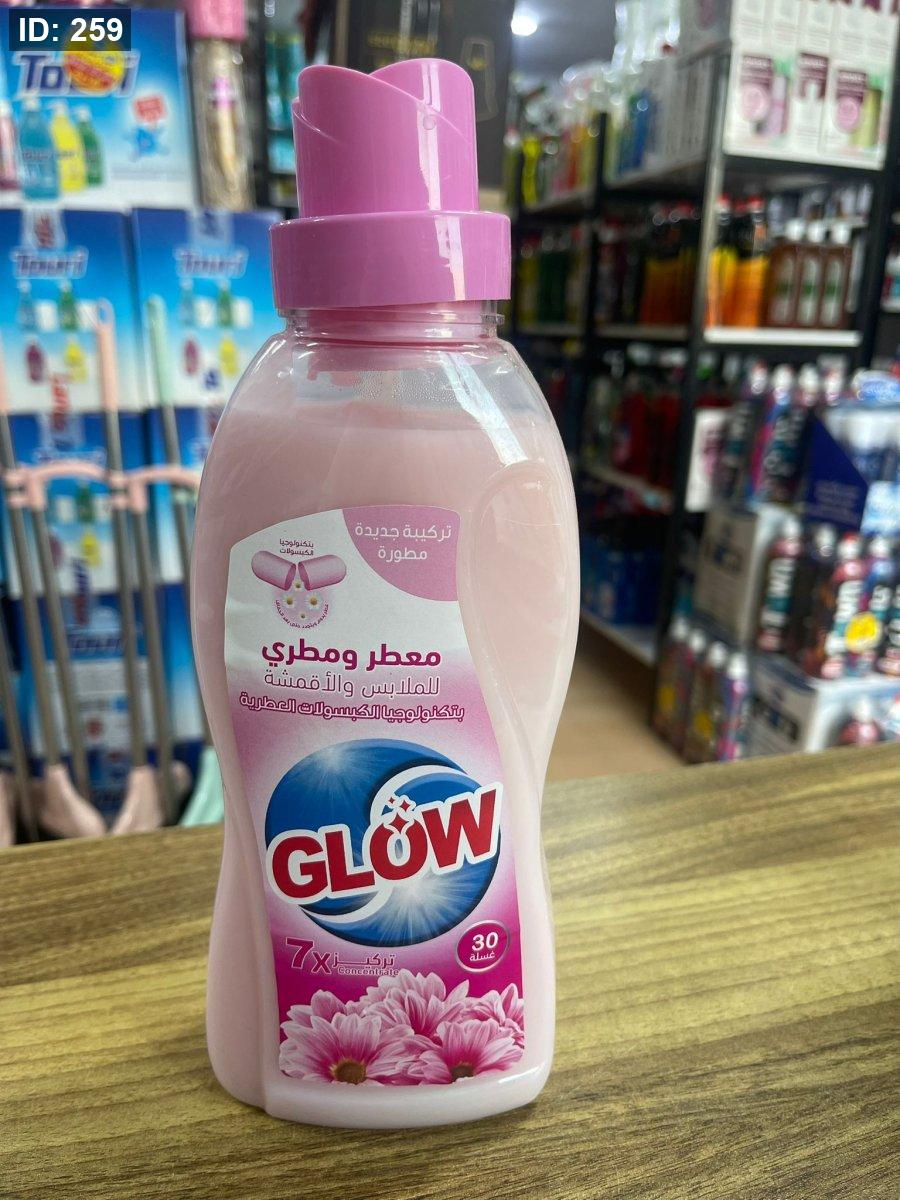 ID: 259
Touri
Touri
تركيبة جديدة
مطورة
بتكنولوجيا
الكبسولات
معطر ومطري
للملابس والأقمشة
بتكنولوجيا الكبسولات العطرية
GLOW
7x تركيز
Concentrate
30
غسلة